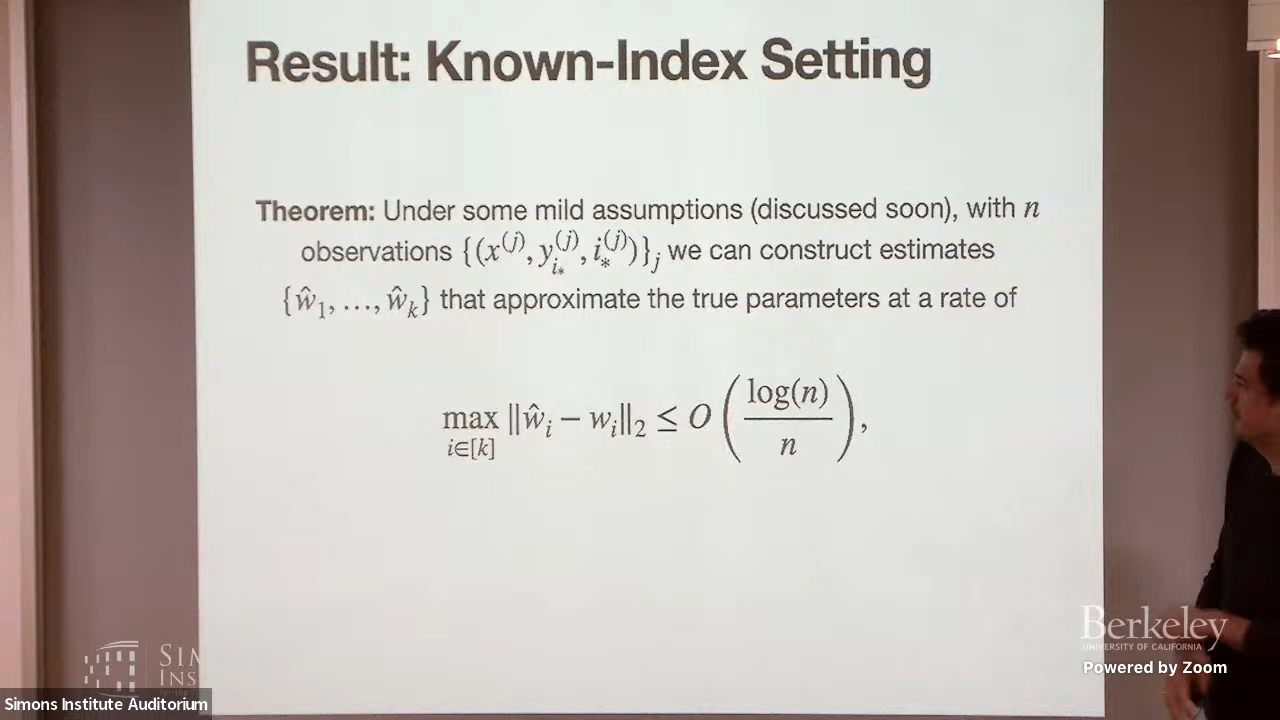 Result: Known-Index Setting
Theorem: Under some mild assumptions (discussed soon), with n
observations {(x^(j), y_{i_*}^(j), i_*^(j))}_j we can construct estimates
{ŵ_1, …, ŵ_k} that approximate the true parameters at a rate of
max_{i∈[k]} ‖ŵ_i − w_i‖_2 ≤ O(log(n)/n),
Berkeley
UNIVERSITY OF CALIFORNIA
Powered by Zoom
Simons Institute Auditorium